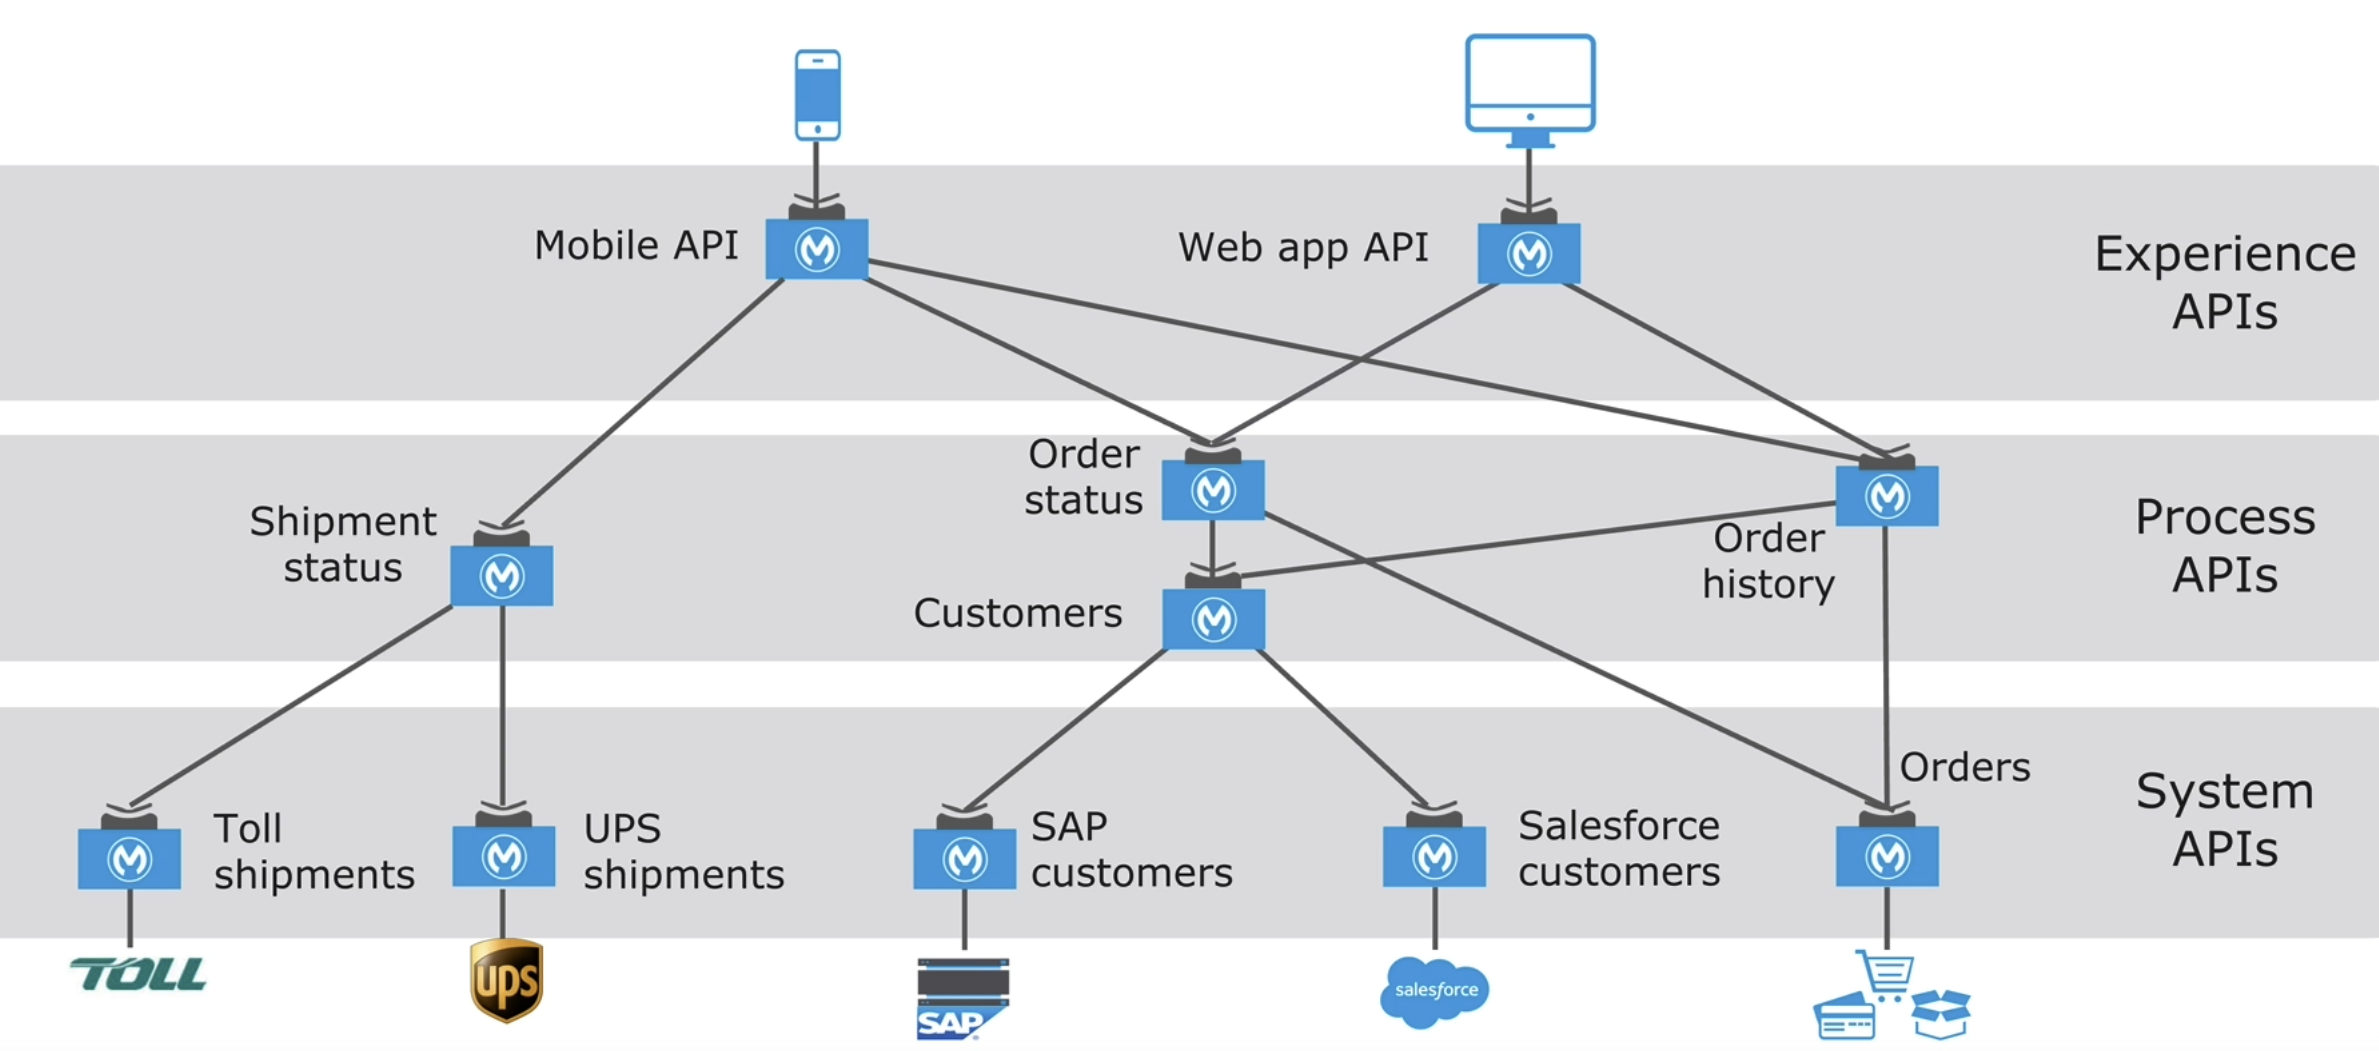 Mobile API
Web app API
Experience
APIs
Shipment
status
Order
status
Customers
Order
history
Process
APIs
Toll
shipments
UPS
shipments
SAP
customers
Salesforce
customers
Orders
System
APIs
TOLL
ups
SAP
salesforce